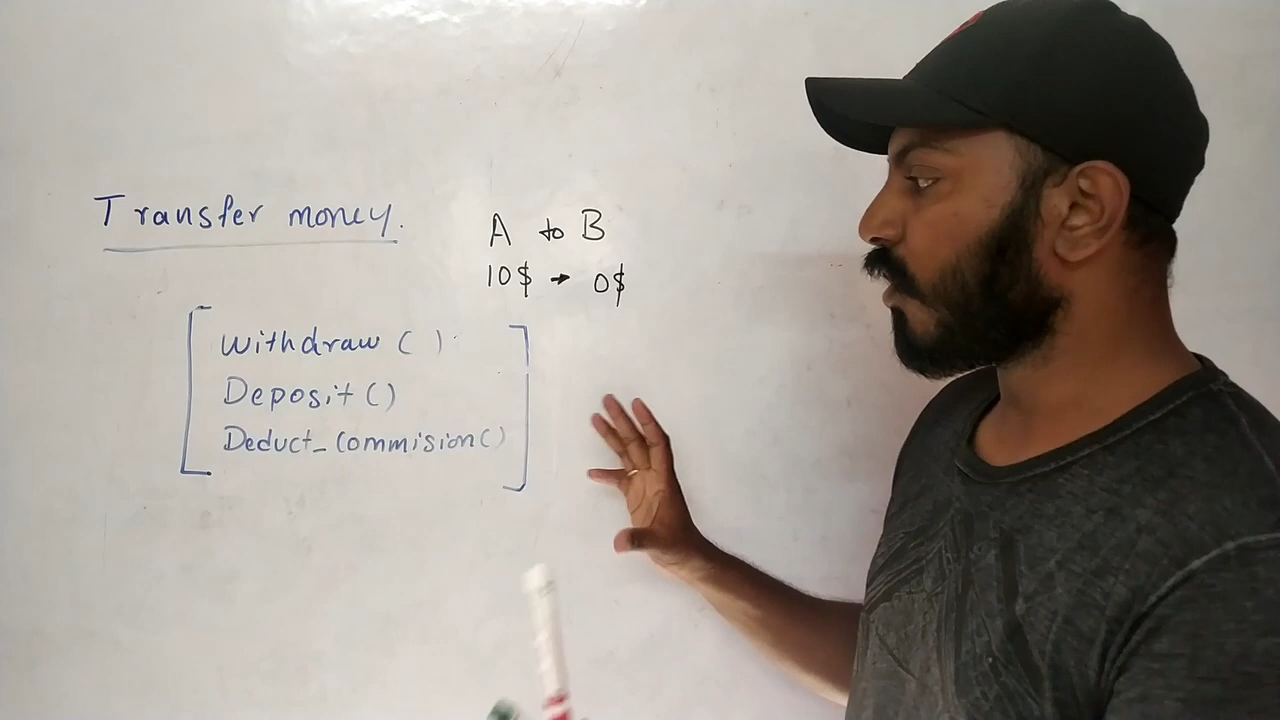 Transfer money.
A to B
10$ → 0$
Withdraw ( )
Deposit ()
Deduct_Commision()